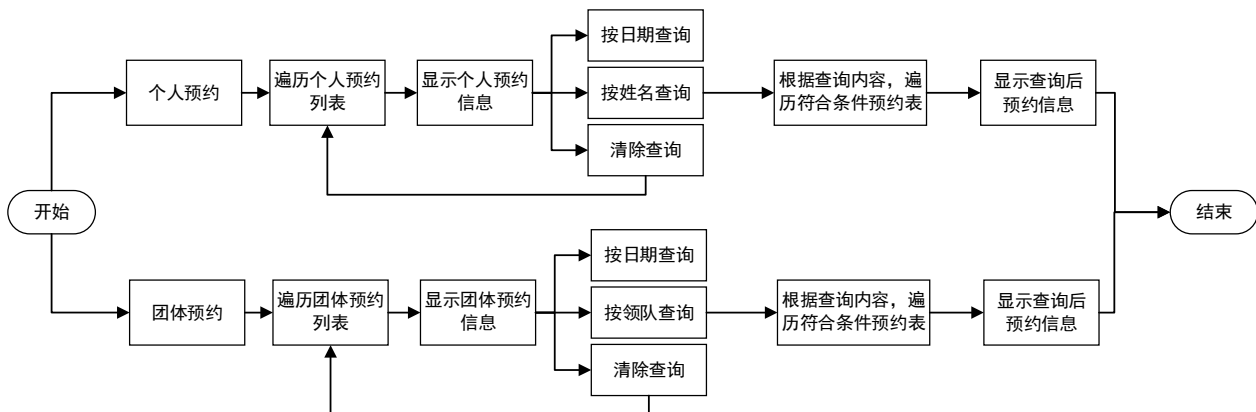 按日期查询
个人预约
遍历个人预约
列表
显示个人预约
信息
按姓名查询
根据查询内容，遍
历符合条件预约表
显示查询后
预约信息
清除查询
开始
结束
按日期查询
团体预约
遍历团体预约
列表
显示团体预约
信息
按领队查询
根据查询内容，遍
历符合条件预约表
显示查询后
预约信息
清除查询